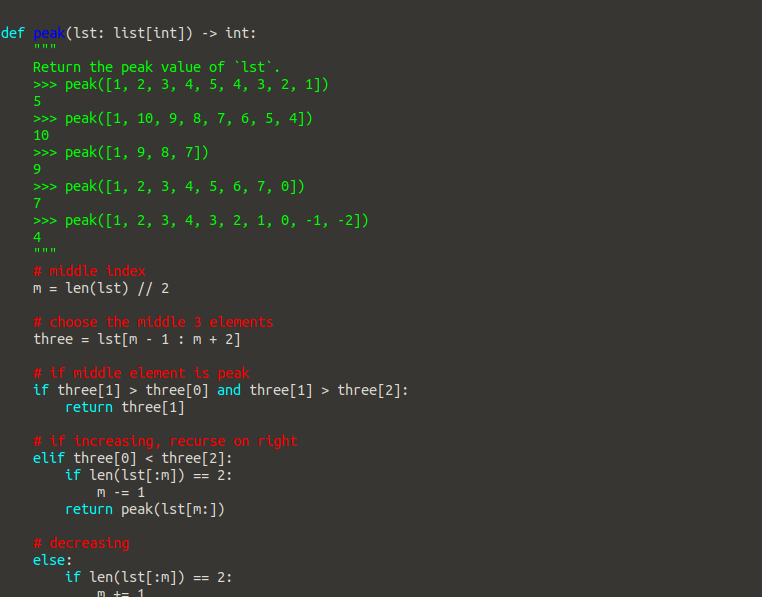 def peak(lst: list[int]) -> int:
    """
    Return the peak value of `lst`.
    >>> peak([1, 2, 3, 4, 5, 4, 3, 2, 1])
    5
    >>> peak([1, 10, 9, 8, 7, 6, 5, 4])
    10
    >>> peak([1, 9, 8, 7])
    9
    >>> peak([1, 2, 3, 4, 5, 6, 7, 0])
    7
    >>> peak([1, 2, 3, 4, 3, 2, 1, 0, -1, -2])
    4
    """
    # middle index
    m = len(lst) // 2
    # choose the middle 3 elements
    three = lst[m - 1 : m + 2]
    # if middle element is peak
    if three[1] > three[0] and three[1] > three[2]:
        return three[1]
    # if increasing, recurse on right
    elif three[0] < three[2]:
        if len(lst[:m]) == 2:
            m -= 1
        return peak(lst[m:])
    # decreasing
    else:
        if len(lst[:m]) == 2:
            m += 1